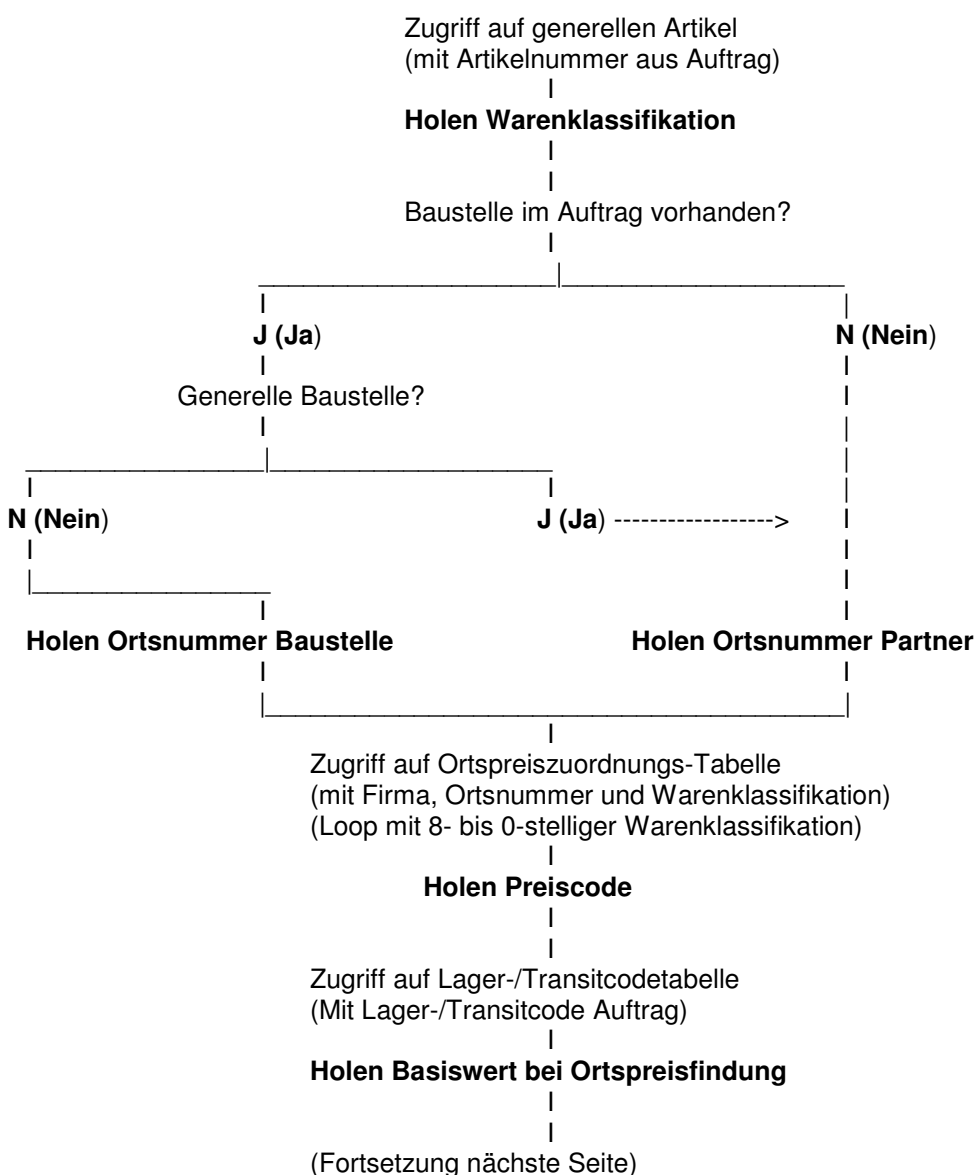 Zugriff auf generellen Artikel
(mit Artikelnummer aus Auftrag)
Holen Warenklassifikation
Baustelle im Auftrag vorhanden?
J (Ja)
N (Nein)
Generelle Baustelle?
N (Nein)
J (Ja) ------------------>
Holen Ortsnummer Baustelle
Holen Ortsnummer Partner
Zugriff auf Ortspreiszuordnungs-Tabelle
(mit Firma, Ortsnummer und Warenklassifikation)
(Loop mit 8- bis 0-stelliger Warenklassifikation)
Holen Preiscode
Zugriff auf Lager-/Transitcodetabelle
(Mit Lager-/Transitcode Auftrag)
Holen Basiswert bei Ortspreisfindung
(Fortsetzung nächste Seite)